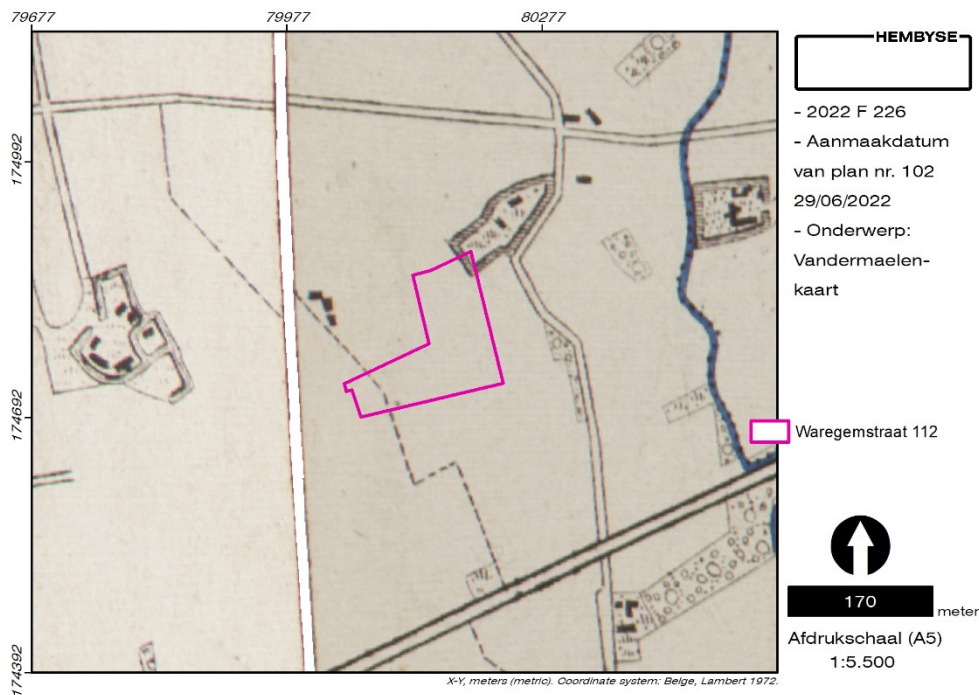 79677
79977
80277
174992
174692
174392
HEMBYSE
- 2022 F 226
- Aanmaakdatum
van plan nr. 102
29/06/2022
- Onderwerp:
Vandermaelen-
kaart
Waregemstraat 112
170 meter
Afdrukschaal (A5)
1:5.500
X-Y, meters (metric). Coordinate system: Belge, Lambert 1972.